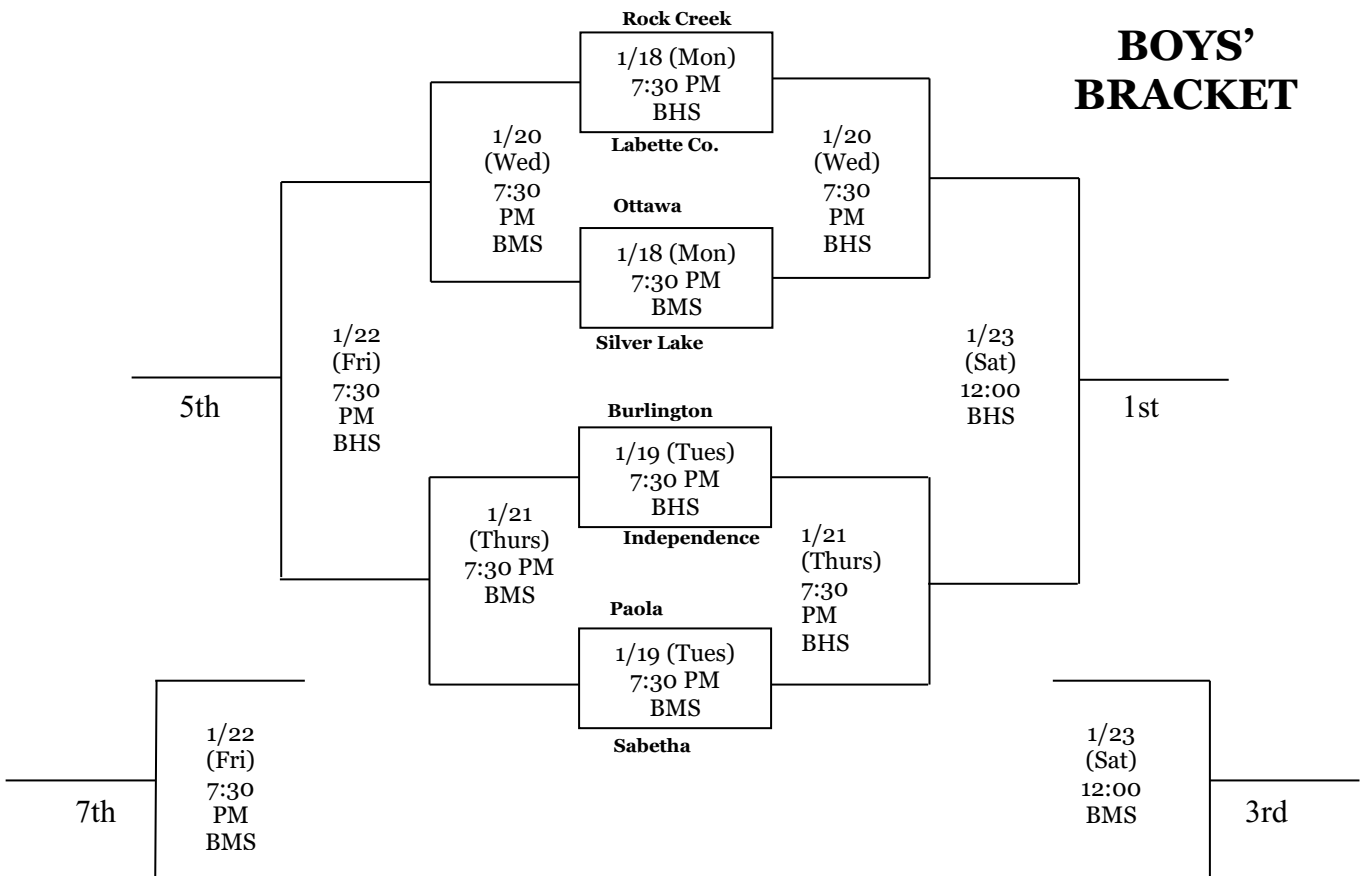 Rock Creek
BOYS’
BRACKET
1/18 (Mon)
7:30 PM
BHS
Labette Co.
1/20
(Wed)
7:30
PM
BMS
1/20
(Wed)
7:30
PM
BHS
Ottawa
1/18 (Mon)
7:30 PM
BMS
Silver Lake
1/22
(Fri)
7:30
PM
BHS
1/23
(Sat)
12:00
BHS
5th
1st
Burlington
1/19 (Tues)
7:30 PM
BHS
Independence
1/21
(Thurs)
7:30 PM
BMS
1/21
(Thurs)
7:30
PM
BHS
Paola
1/19 (Tues)
7:30 PM
BMS
Sabetha
1/22
(Fri)
7:30
PM
BMS
7th
1/23
(Sat)
12:00
BMS
3rd